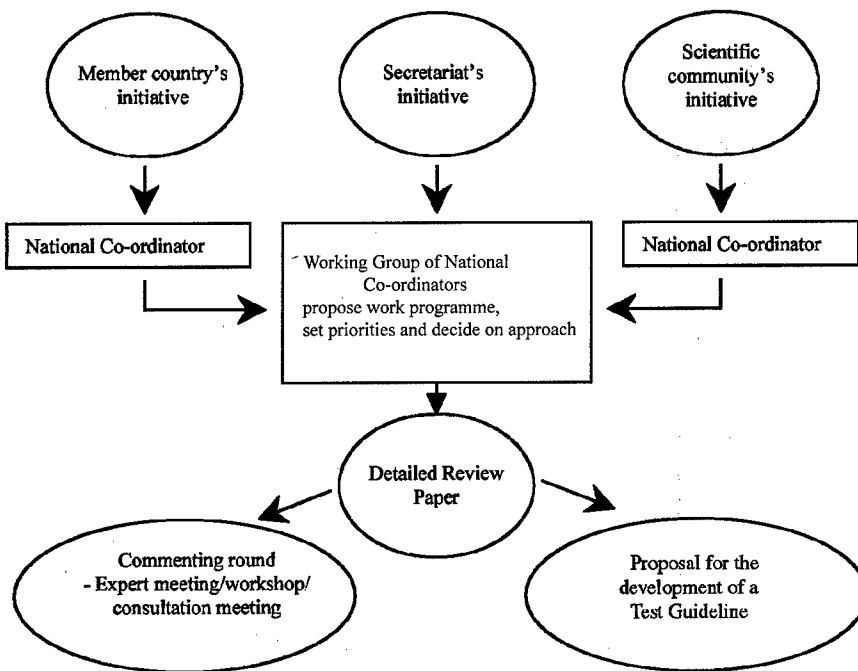 Member country's
initiative
Secretariat's
initiative
Scientific
community's
initiative
National Co-ordinator
Working Group of National
Co-ordinators
propose work programme,
set priorities and decide on approach
National Co-ordinator
Detailed Review
Paper
Commenting round
- Expert meeting/workshop/
consultation meeting
Proposal for the
development of a
Test Guideline